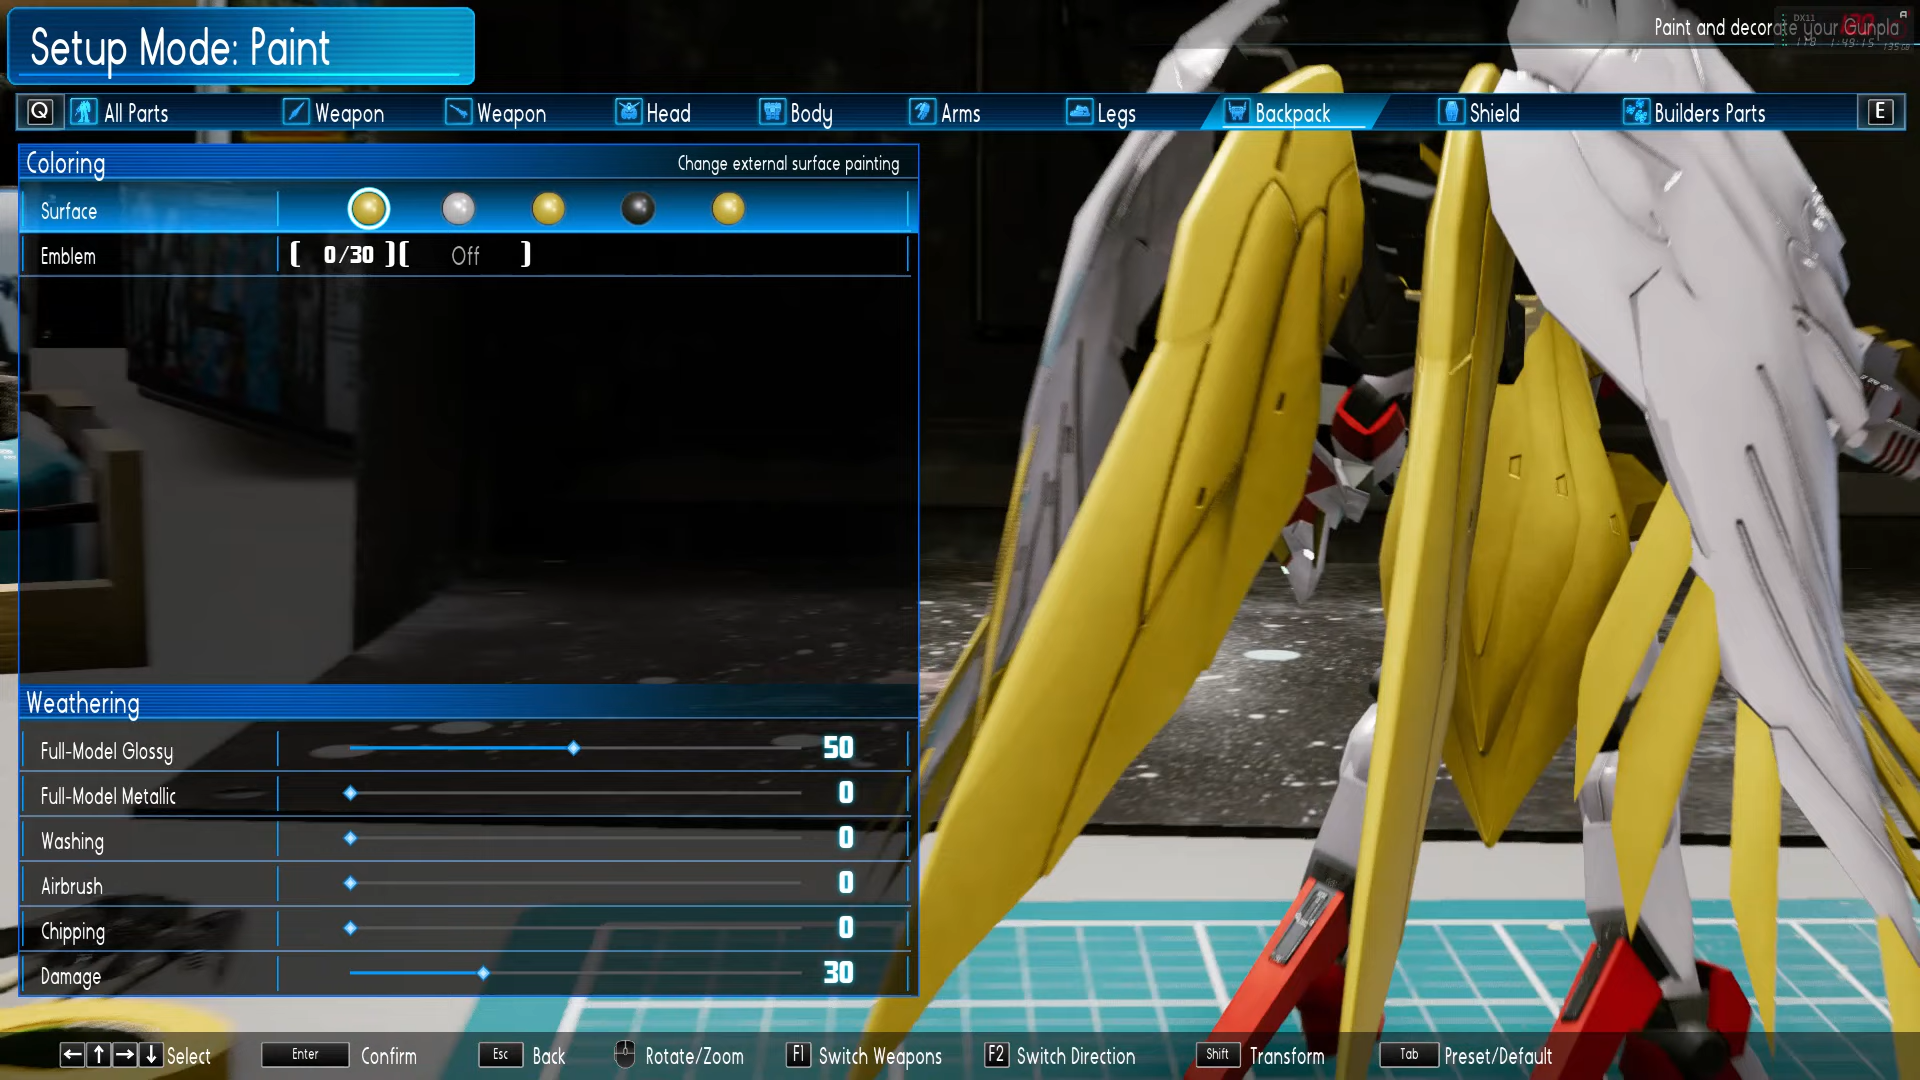 Setup Mode: Paint
Paint and decorate your Gunpla
Q All Parts Weapon Weapon Head Body Arms Legs Backpack Shield Builders Parts E
Coloring Change external surface painting
Surface
Emblem [ 0/30 ][ Off ]
Weathering
Full-Model Glossy 50
Full-Model Metallic 0
Washing 0
Airbrush 0
Chipping 0
Damage 30
←↑→↓ Select Enter Confirm Esc Back Rotate/Zoom F1 Switch Weapons F2 Switch Direction Shift Transform Tab Preset/Default